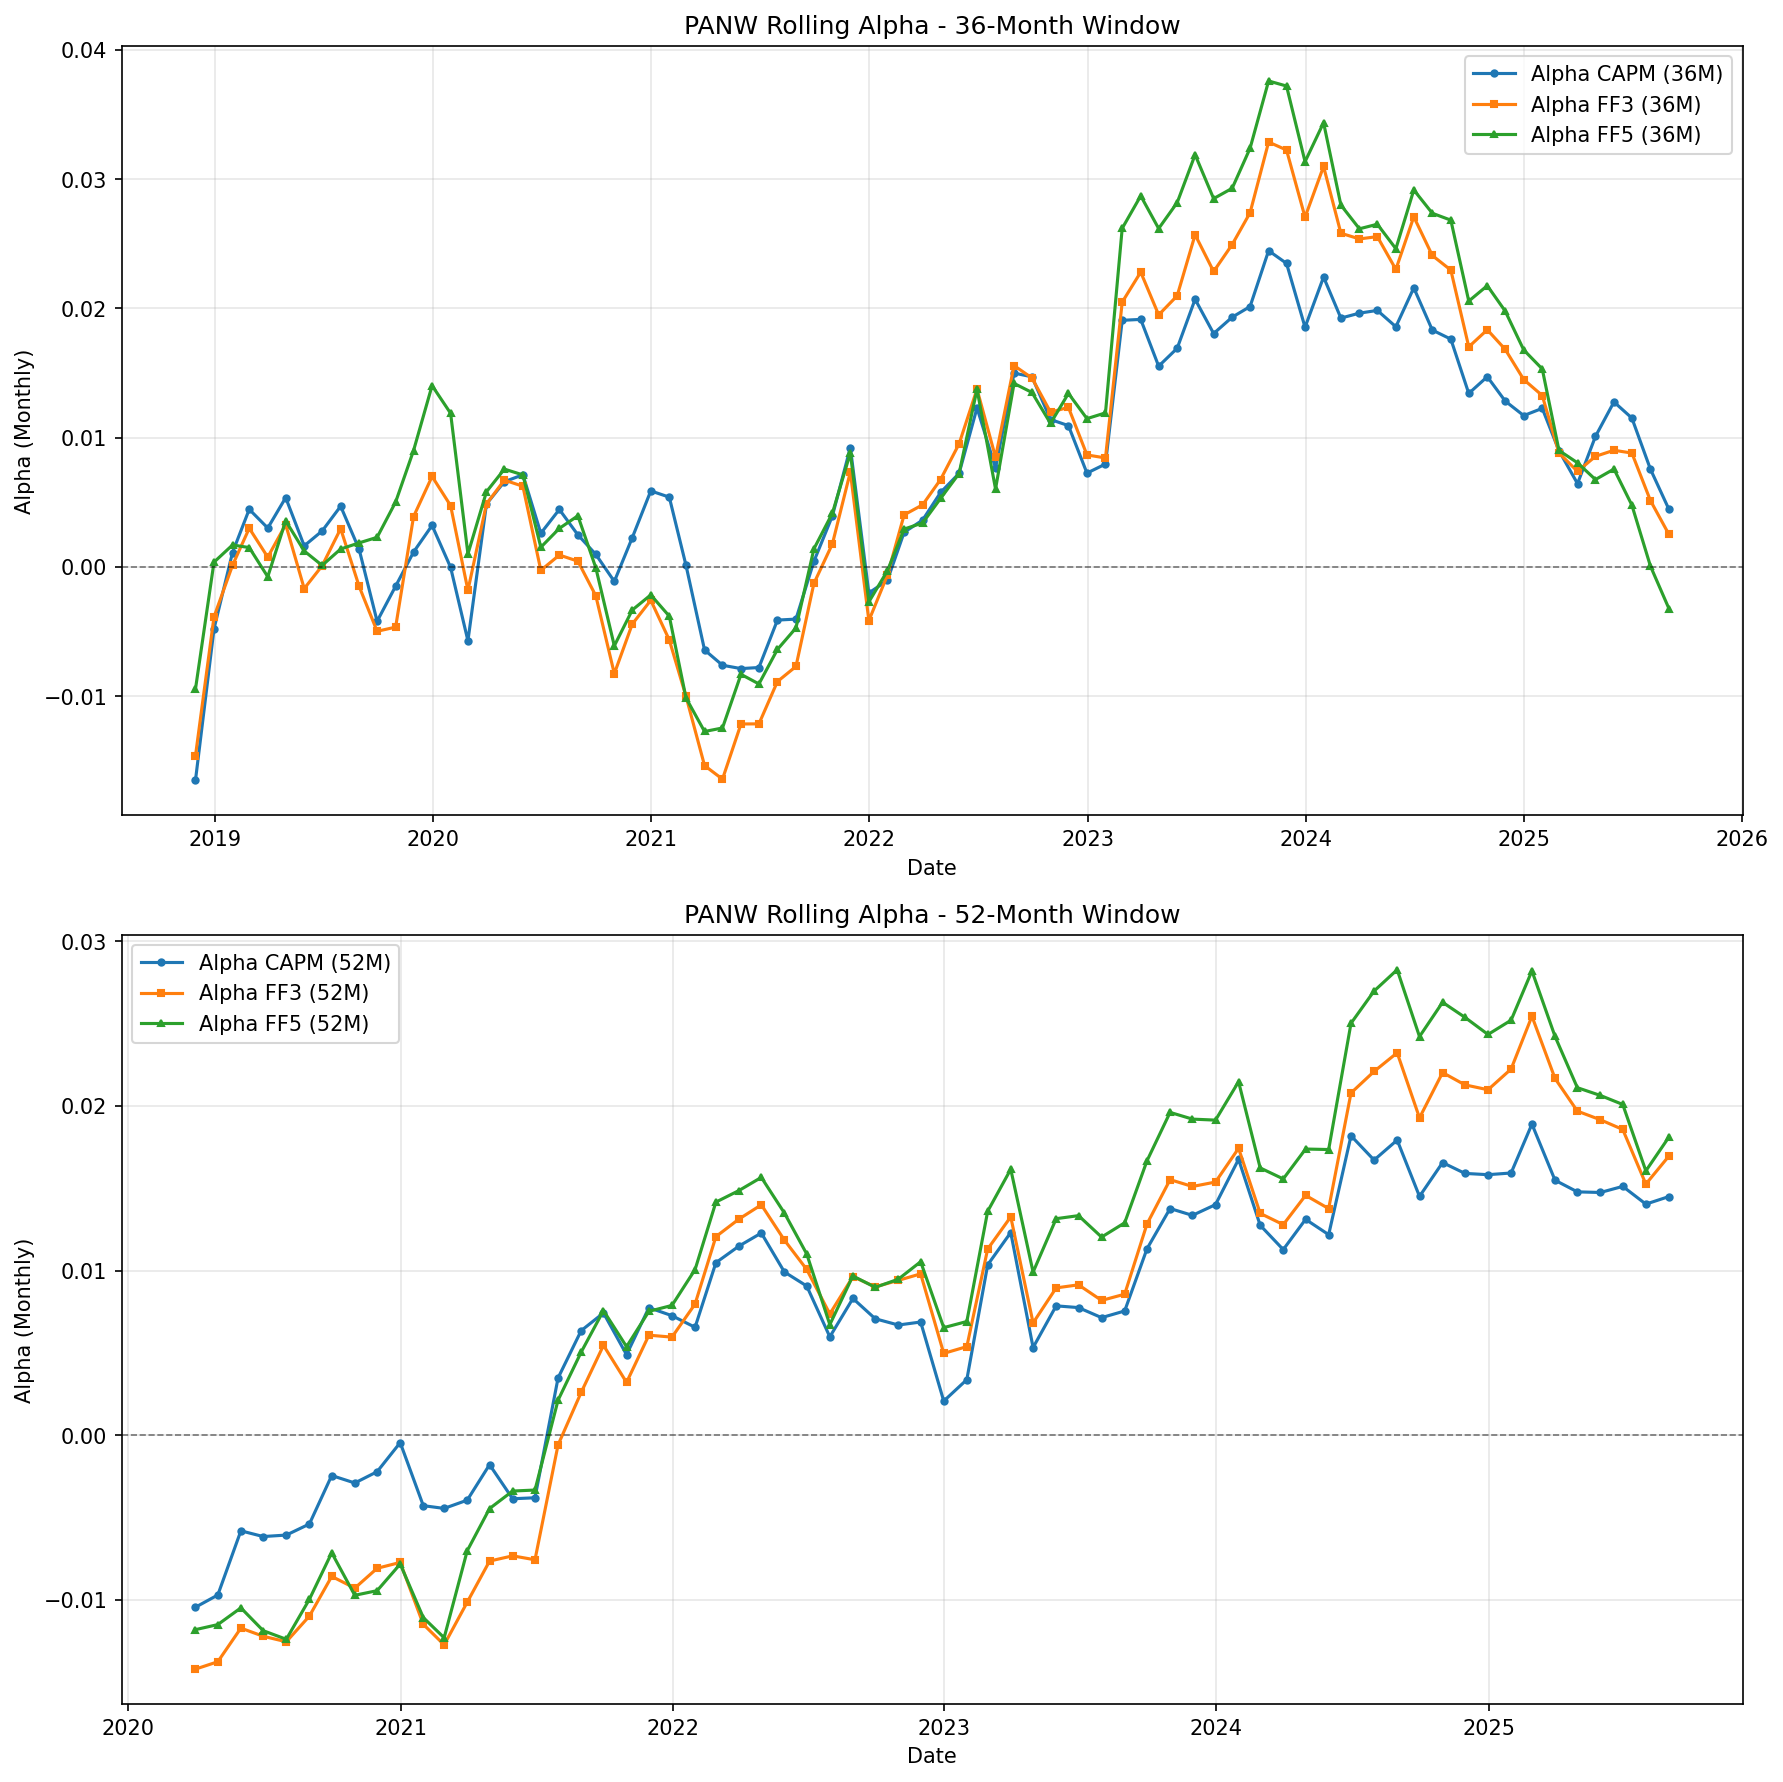 PANW Rolling Alpha - 36-Month Window
Alpha CAPM (36M)
Alpha FF3 (36M)
Alpha FF5 (36M)
Alpha (Monthly)
0.04
0.03
0.02
0.01
0.00
−0.01
2019 2020 2021 2022 2023 2024 2025 2026
Date
PANW Rolling Alpha - 52-Month Window
Alpha CAPM (52M)
Alpha FF3 (52M)
Alpha FF5 (52M)
Alpha (Monthly)
0.03
0.02
0.01
0.00
−0.01
2020 2021 2022 2023 2024 2025
Date